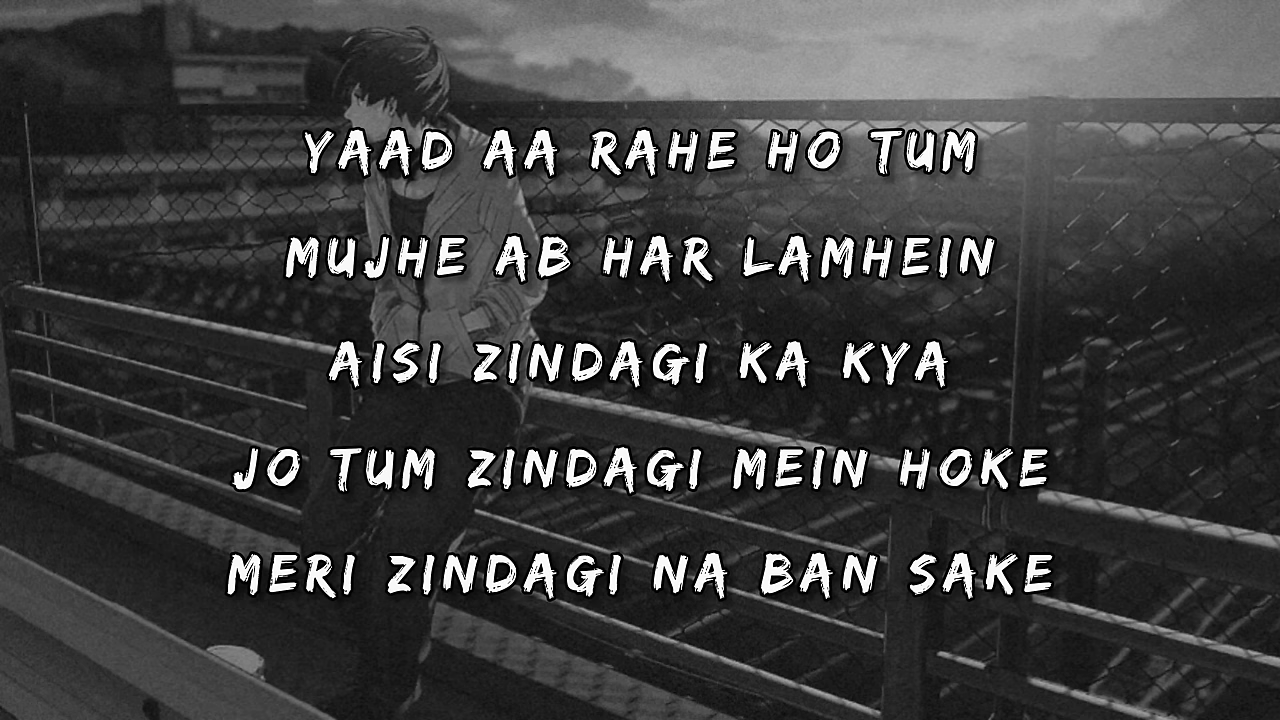 YAAD AA RAHE HO TUM
MUJHE AB HAR LAMHEIN
AISI ZINDAGI KA KYA
JO TUM ZINDAGI MEIN HOKE
MERI ZINDAGI NA BAN SAKE